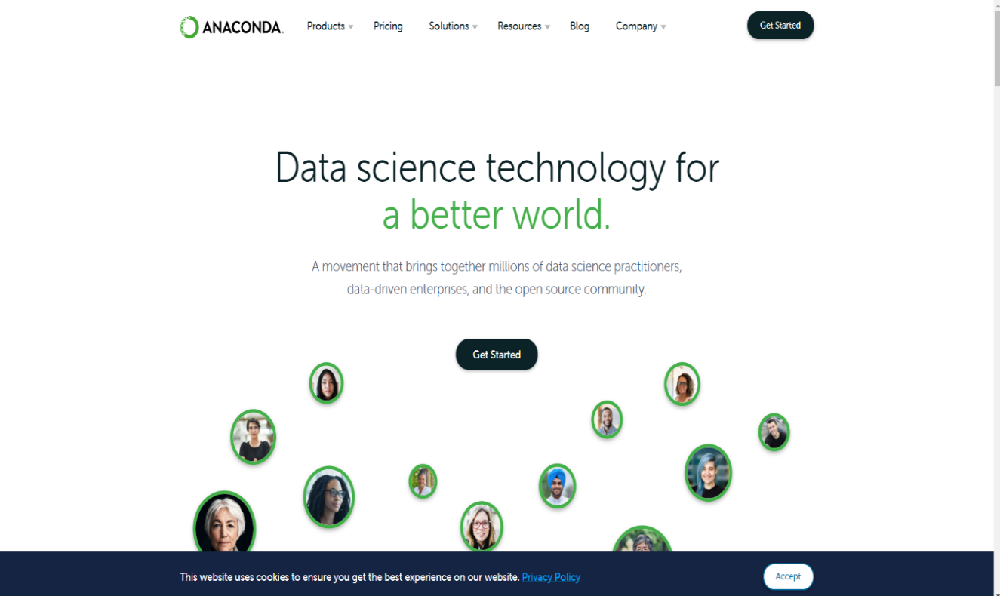 ANACONDA.
Products Pricing Solutions Resources Blog Company
Get Started
Data science technology for
a better world.
A movement that brings together millions of data science practitioners,
data-driven enterprises, and the open source community.
Get Started
This website uses cookies to ensure you get the best experience on our website. Privacy Policy
Accept